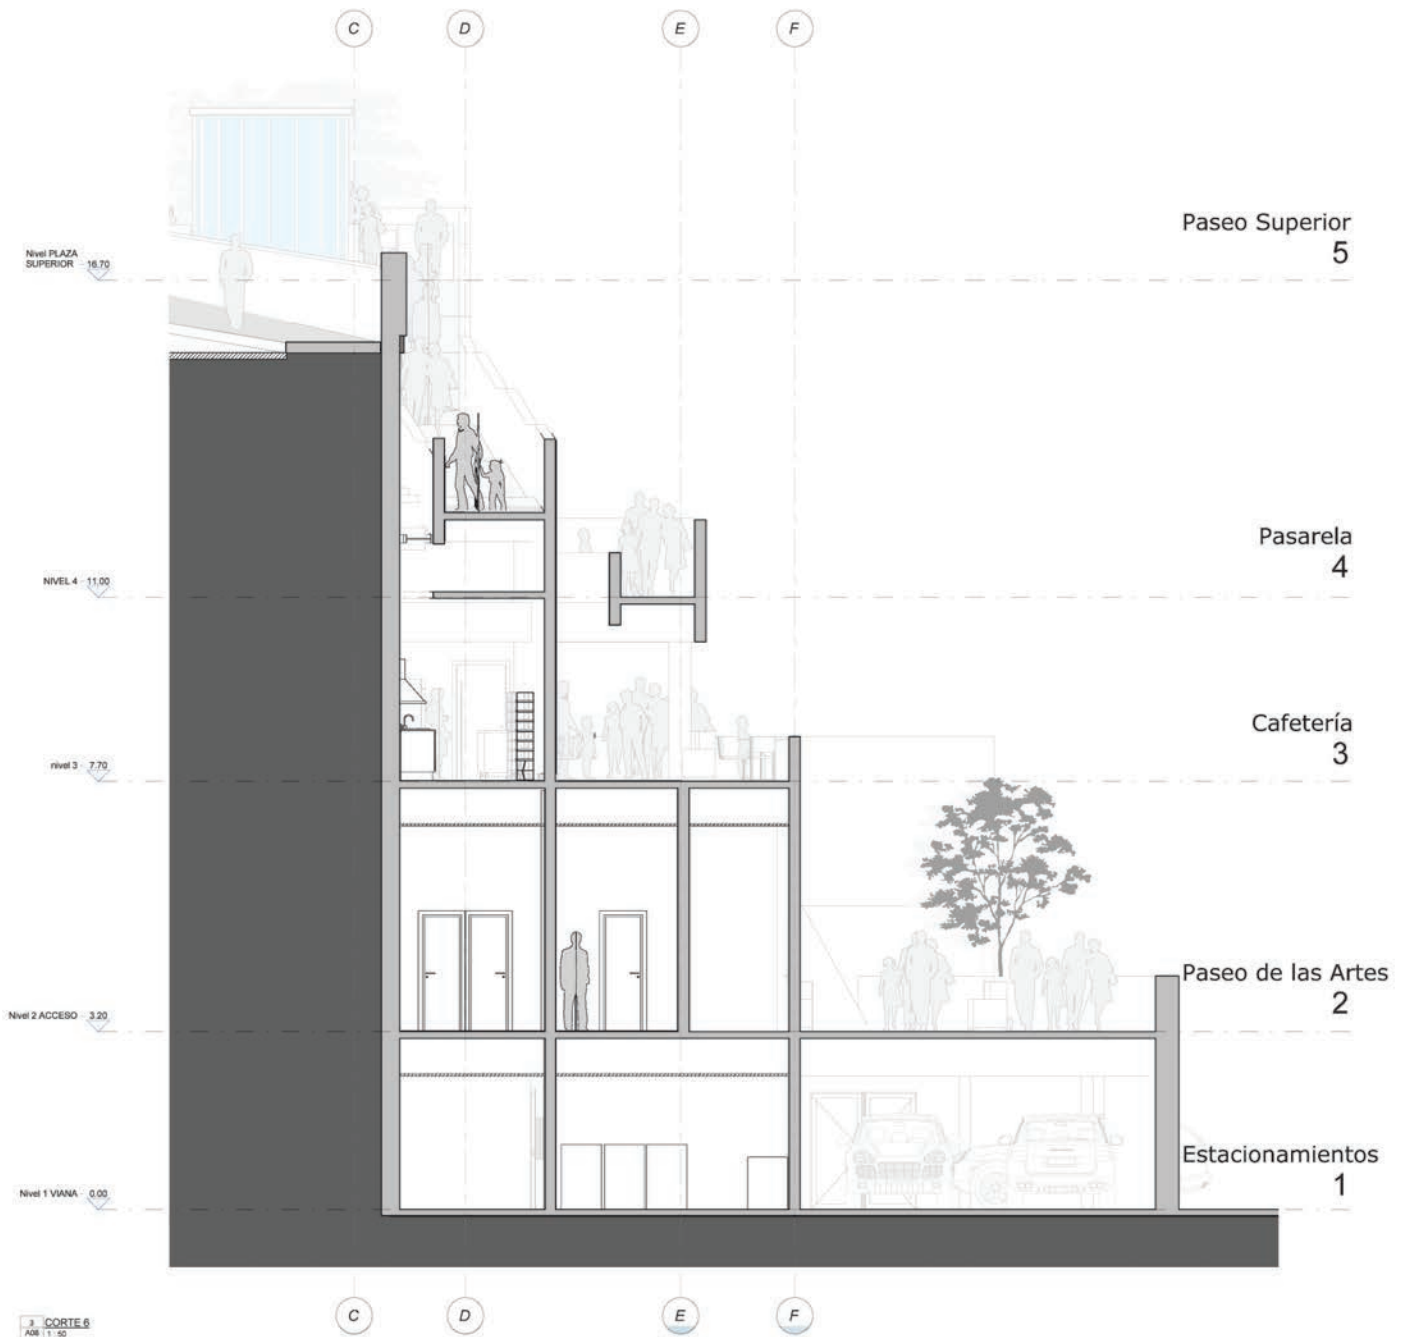 C D E F
Paseo Superior
5
Nivel PLAZA
SUPERIOR 16.70
Pasarela
4
NIVEL 4 11.00
Cafetería
3
nivel 3 7.70
Paseo de las Artes
2
Nivel 2 ACCESO 3.20
Estacionamientos
1
Nivel 1 VIANA 0.00
C D E F
3 CORTE 6
A08 1 : 50